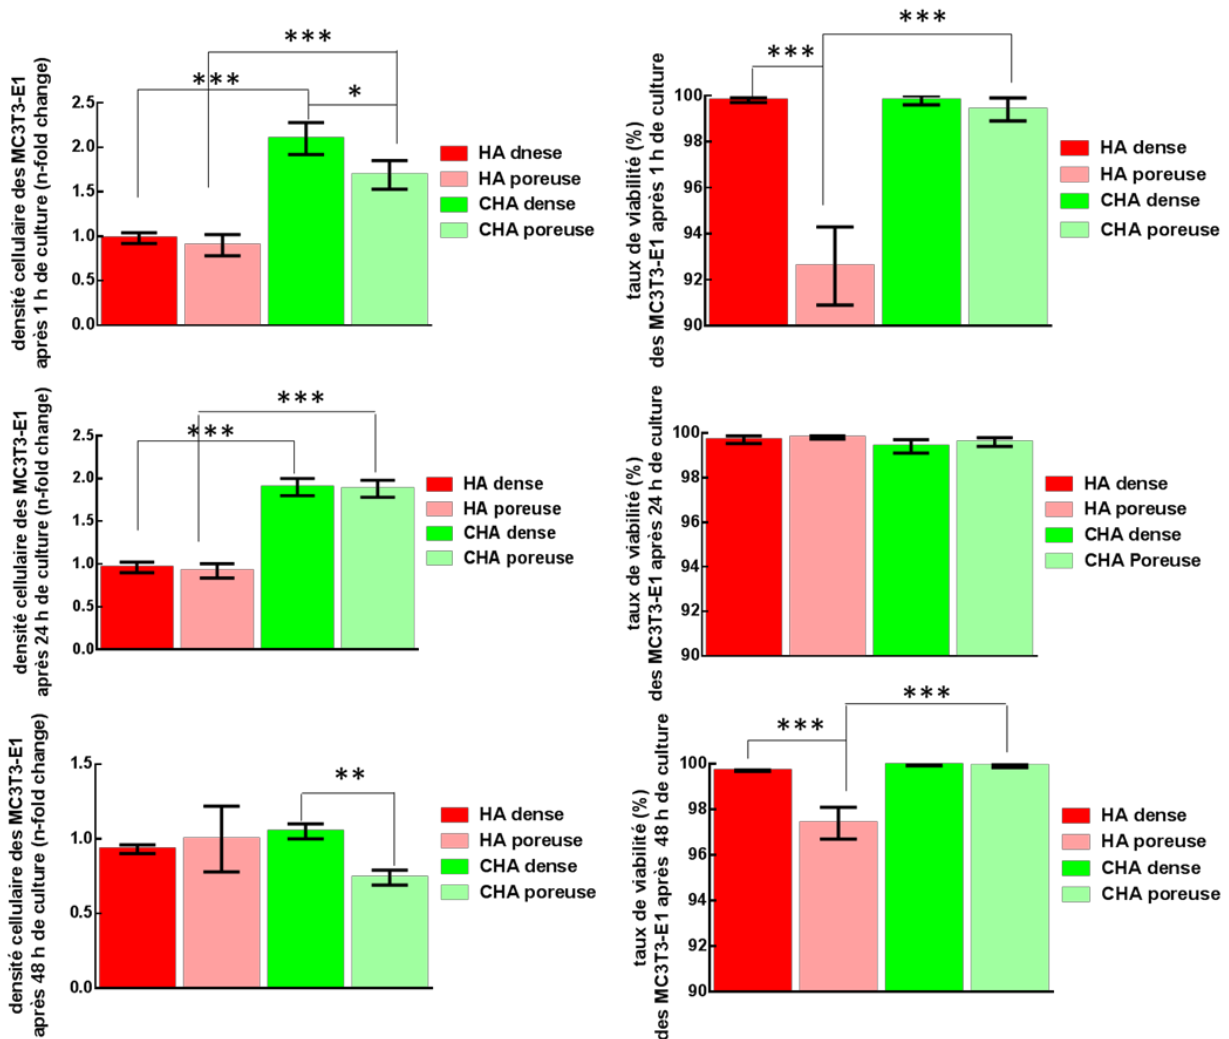 densité cellulaire des MC3T3-E1
après 1 h de culture (n-fold change)
2.5
2.0
1.5
1.0
0.5
0.0
***
***
*
HA dnese
HA poreuse
CHA dense
CHA poreuse
taux de viabilité (%)
des MC3T3-E1 après 1 h de culture
100
98
96
94
92
90
***
***
HA dense
HA poreuse
CHA dense
CHA poreuse
densité cellulaire des MC3T3-E1
après 24 h de culture (n-fold change)
2.5
2.0
1.5
1.0
0.5
0.0
***
***
HA dense
HA poreuse
CHA dense
CHA poreuse
taux de viabilité (%)
des MC3T3-E1 après 24 h de culture
100
98
96
94
92
90
HA dense
HA poreuse
CHA dense
CHA Poreuse
densité cellulaire des MC3T3-E1
après 48 h de culture (n-fold change)
1.5
1.0
0.5
0.0
**
HA dense
HA poreuse
CHA dense
CHA poreuse
taux de viabilité (%)
des MC3T3-E1 après 48 h de culture
100
98
96
94
92
90
***
***
HA dense
HA poreuse
CHA dense
CHA poreuse